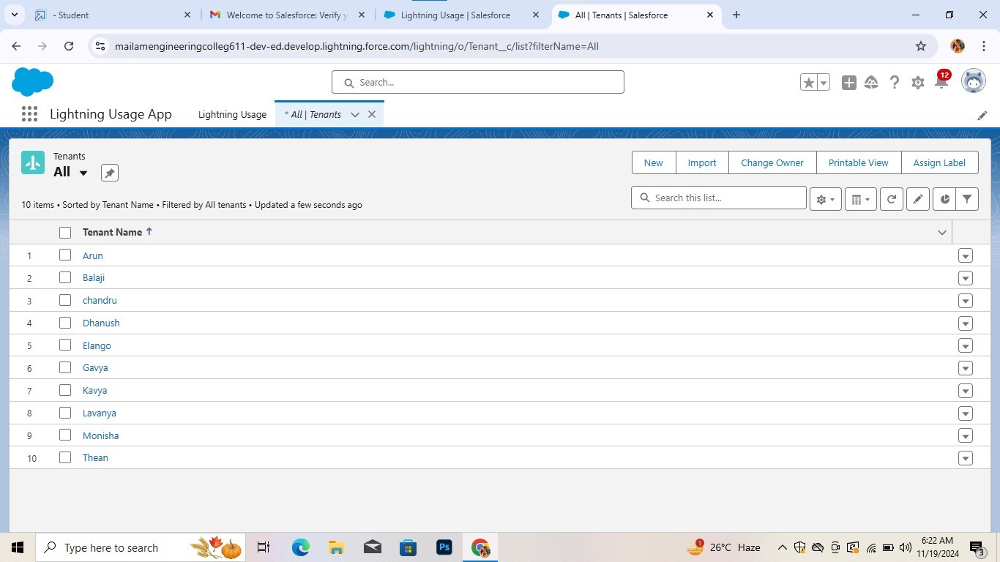 - Student
Welcome to Salesforce: Verify y
Lightning Usage | Salesforce
All | Tenants | Salesforce
mailamengineeringcolleg611-dev-ed.develop.lightning.force.com/lightning/o/Tenant__c/list?filterName=All
Search...
12
Lightning Usage App
Lightning Usage
* All | Tenants
Tenants
All
New
Import
Change Owner
Printable View
Assign Label
10 items • Sorted by Tenant Name • Filtered by All tenants • Updated a few seconds ago
Search this list...
Tenant Name
1 Arun
2 Balaji
3 chandru
4 Dhanush
5 Elango
6 Gavya
7 Kavya
8 Lavanya
9 Monisha
10 Thean
Type here to search
Ps
1
26°C Haze
6:22 AM
11/19/2024
3